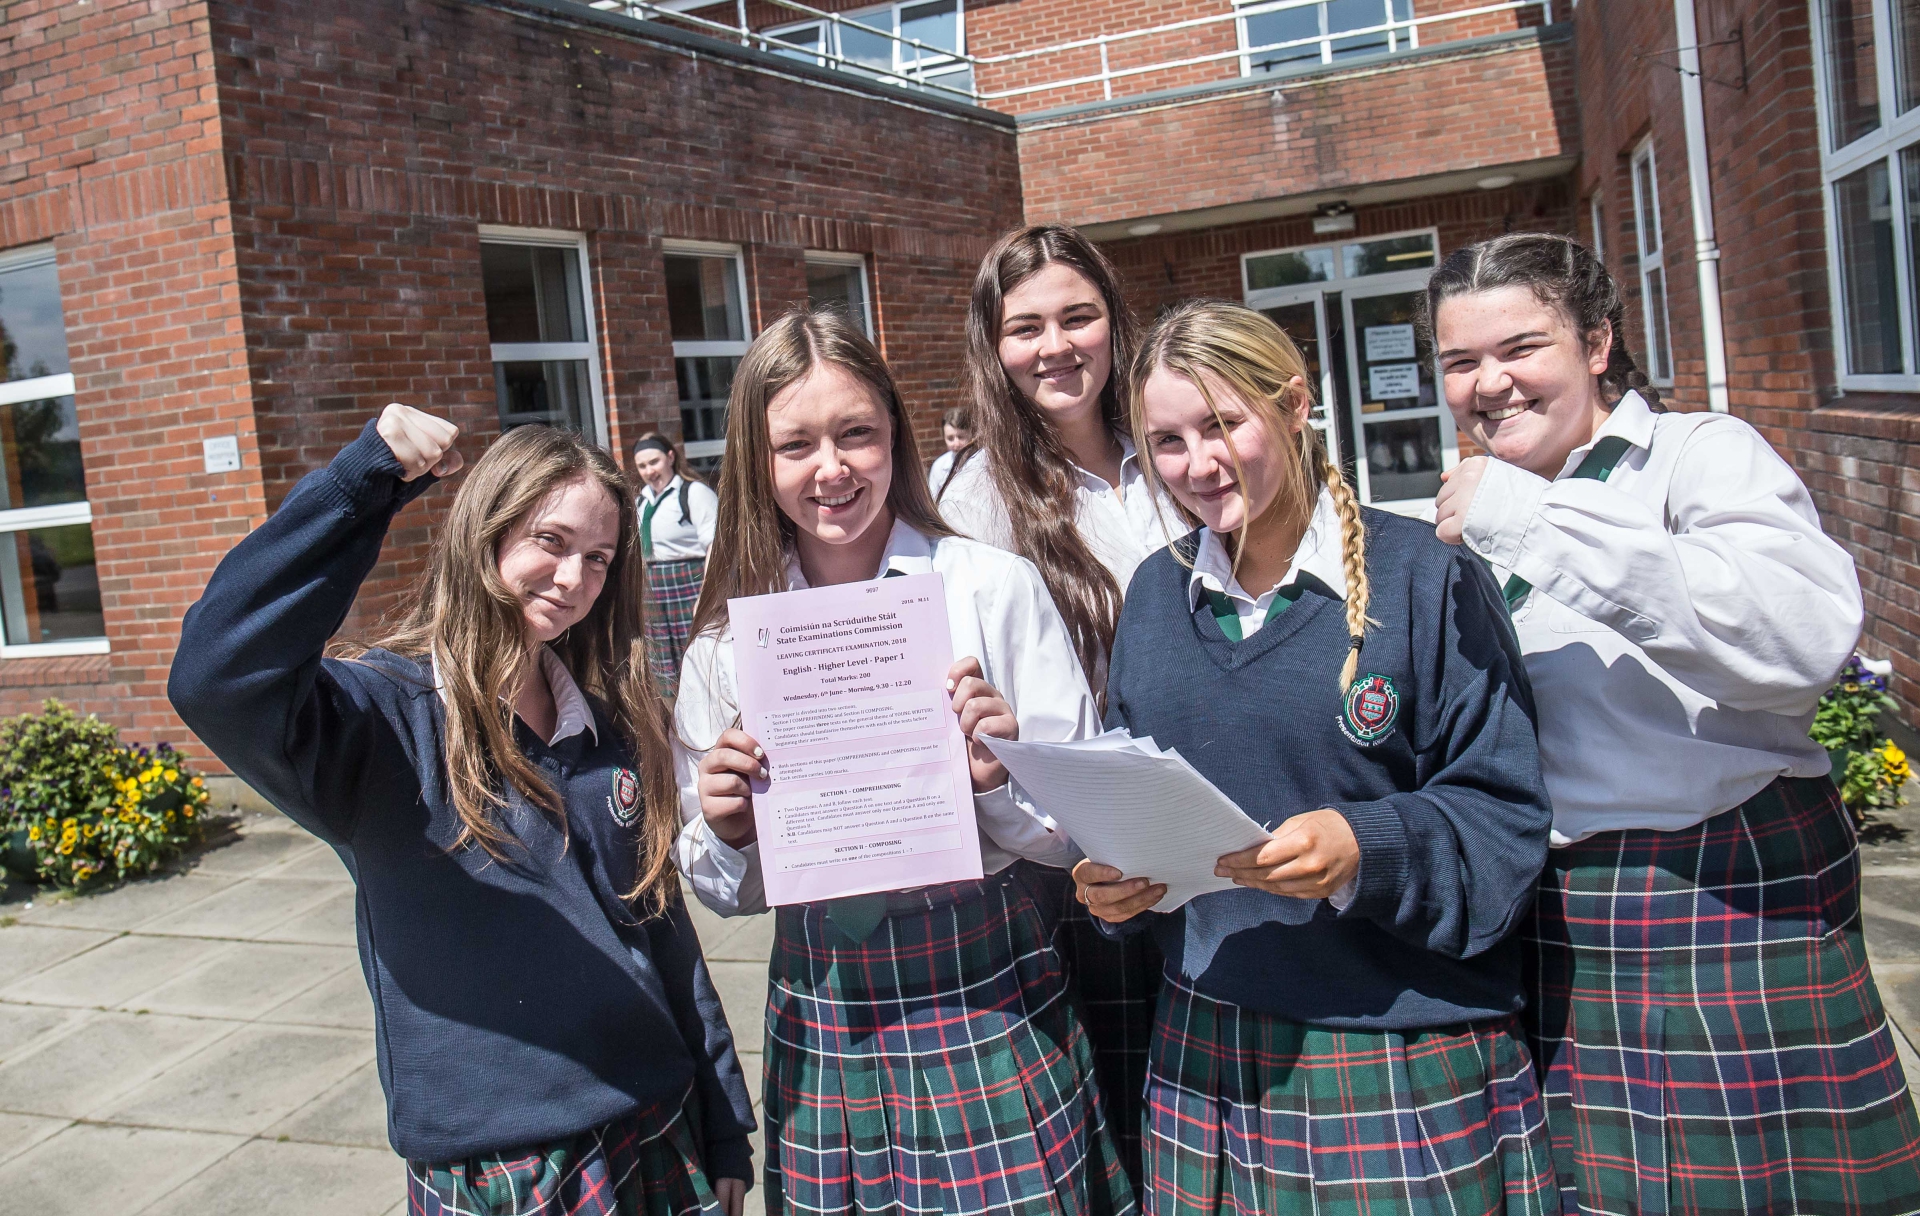 OFFICE
RECEPTION
9697
2018 M.11
Coimisiún na Scrúduithe Stáit
State Examinations Commission
LEAVING CERTIFICATE EXAMINATION, 2018
English - Higher Level - Paper 1
Total Marks: 200
Wednesday, 6th June – Morning, 9.30 – 12.20
• This paper is divided into two sections,
Section I COMPREHENDING and Section II COMPOSING.
• The paper contains three texts on the general theme of YOUNG WRITERS.
• Candidates should familiarise themselves with each of the texts before
beginning their answers.
• Both sections of this paper (COMPREHENDING and COMPOSING) must be
attempted.
• Each section carries 100 marks.
SECTION I – COMPREHENDING
• Two Questions, A and B, follow each text.
• Candidates must answer a Question A on one text and a Question B on a
different text. Candidates must answer only one Question A and only one
Question B.
• N.B. Candidates may NOT answer a Question A and a Question B on the same
text.
SECTION II – COMPOSING
• Candidates must write on one of the compositions 1 – 7
Presentation